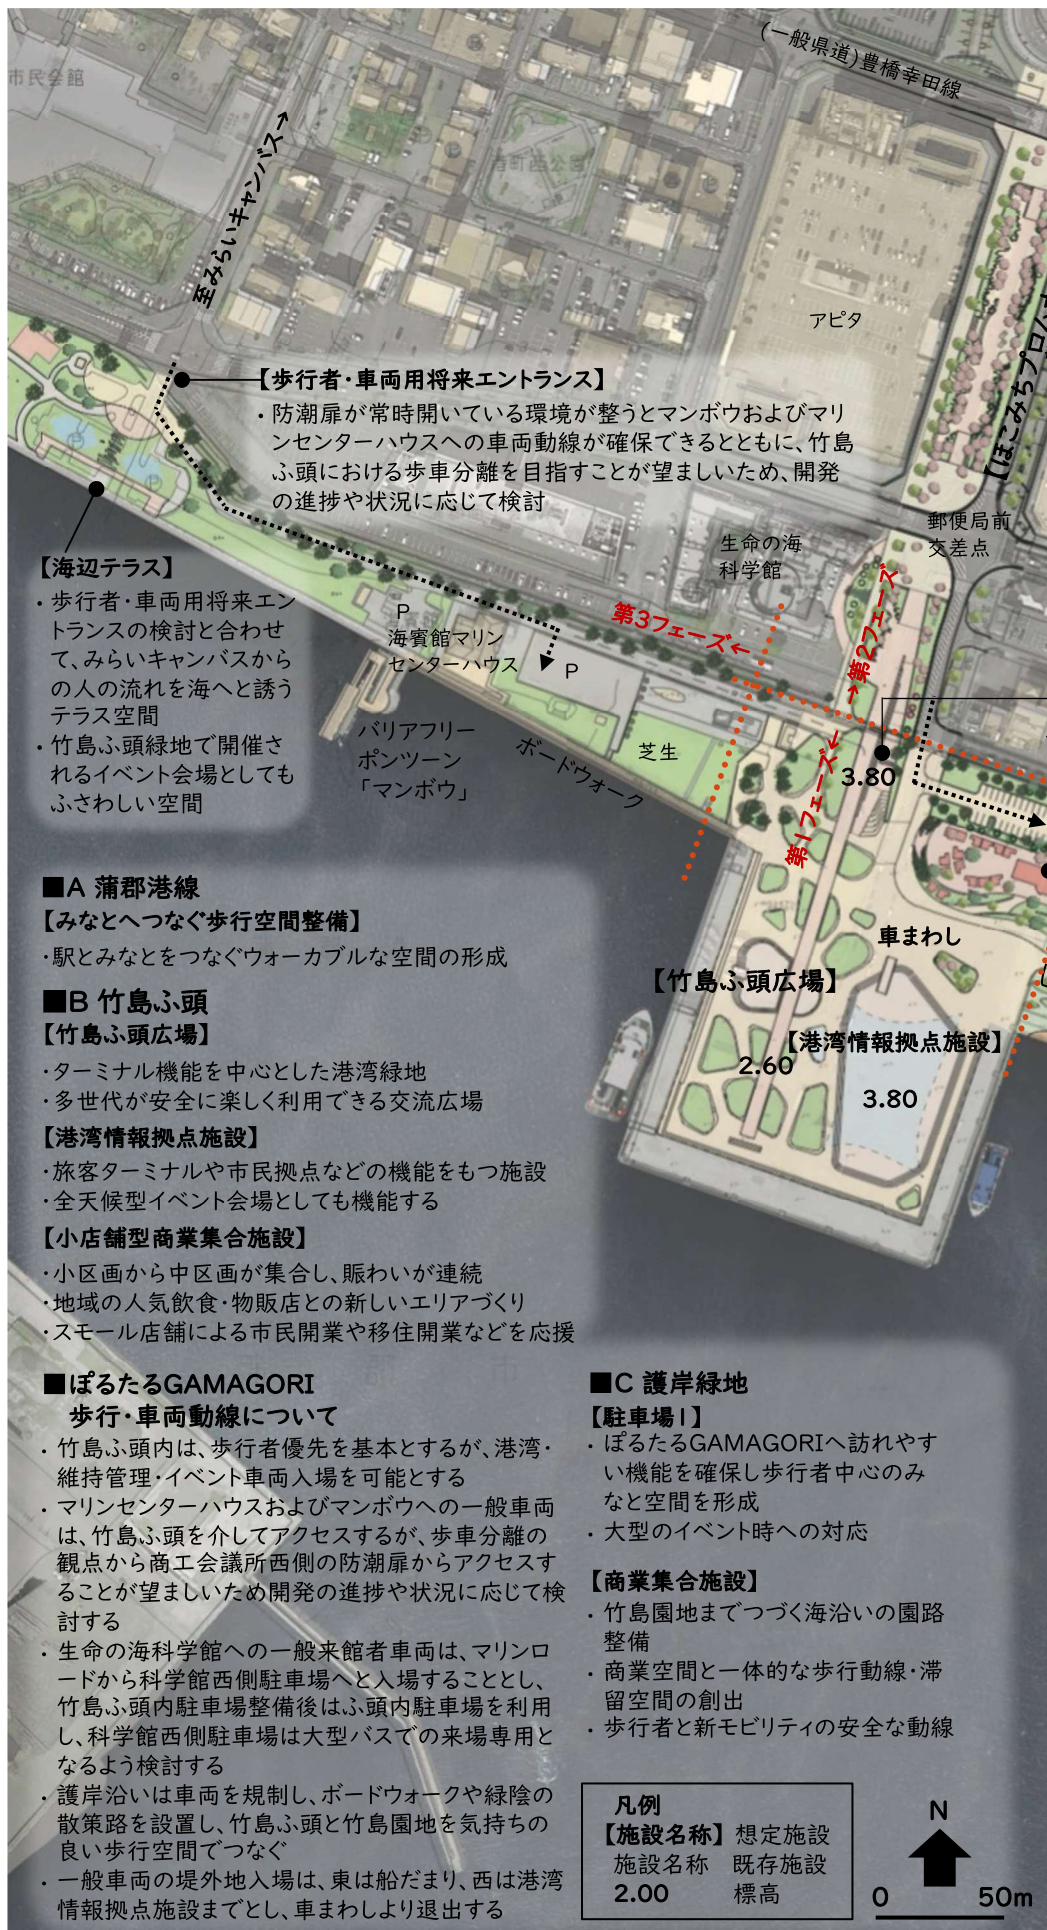 (一般県道)豊橋幸田線
市民会館
港町西公園
至みらいキャンバス→
アピタ
【ほこみちプロム
【歩行者・車両用将来エントランス】
・防潮扉が常時開いている環境が整うとマンボウおよびマリ
ンセンターハウスへの車両動線が確保できるとともに、竹島
ふ頭における歩車分離を目指すことが望ましいため、開発
の進捗や状況に応じて検討
郵便局前
交差点
生命の海
科学館
【海辺テラス】
・歩行者・車両用将来エン
トランスの検討と合わせ
て、みらいキャンバスから
の人の流れを海へと誘う
テラス空間
・竹島ふ頭緑地で開催さ
れるイベント会場としても
ふさわしい空間
P
海賓館マリン
センターハウス
P
第3フェーズ←
→第2フェーズ
第1フェーズ←
バリアフリー
ポンツーン
「マンボウ」
ボードウォーク
芝生
3.80
車まわし
【竹島ふ頭広場】
【港湾情報拠点施設】
2.60
3.80
■A 蒲郡港線
【みなとへつなぐ歩行空間整備】
・駅とみなとをつなぐウォーカブルな空間の形成
■B 竹島ふ頭
【竹島ふ頭広場】
・ターミナル機能を中心とした港湾緑地
・多世代が安全に楽しく利用できる交流広場
【港湾情報拠点施設】
・旅客ターミナルや市民拠点などの機能をもつ施設
・全天候型イベント会場としても機能する
【小店舗型商業集合施設】
・小区画から中区画が集合し、賑わいが連続
・地域の人気飲食・物販店との新しいエリアづくり
・スモール店舗による市民開業や移住開業などを応援
郡 市
■ぽるたるGAMAGORI
歩行・車両動線について
・竹島ふ頭内は、歩行者優先を基本とするが、港湾・
維持管理・イベント車両入場を可能とする
・マリンセンターハウスおよびマンボウへの一般車両
は、竹島ふ頭を介してアクセスするが、歩車分離の
観点から商工会議所西側の防潮扉からアクセスす
ることが望ましいため開発の進捗や状況に応じて検
討する
・生命の海科学館への一般来館者車両は、マリンロ
ードから科学館西側駐車場へと入場することとし、
竹島ふ頭内駐車場整備後はふ頭内駐車場を利用
し、科学館西側駐車場は大型バスでの来場専用と
なるよう検討する
・護岸沿いは車両を規制し、ボードウォークや緑陰の
散策路を設置し、竹島ふ頭と竹島園地を気持ちの
良い歩行空間でつなぐ
・一般車両の堤外地入場は、東は船だまり、西は港湾
情報拠点施設までとし、車まわしより退出する
■C 護岸緑地
【駐車場1】
・ぽるたるGAMAGORIへ訪れやす
い機能を確保し歩行者中心のみ
なと空間を形成
・大型のイベント時への対応
【商業集合施設】
・竹島園地までつづく海沿いの園路
整備
・商業空間と一体的な歩行動線・滞
留空間の創出
・歩行者と新モビリティの安全な動線
凡例
【施設名称】 想定施設
施設名称 既存施設
2.00 標高
N
0 50m